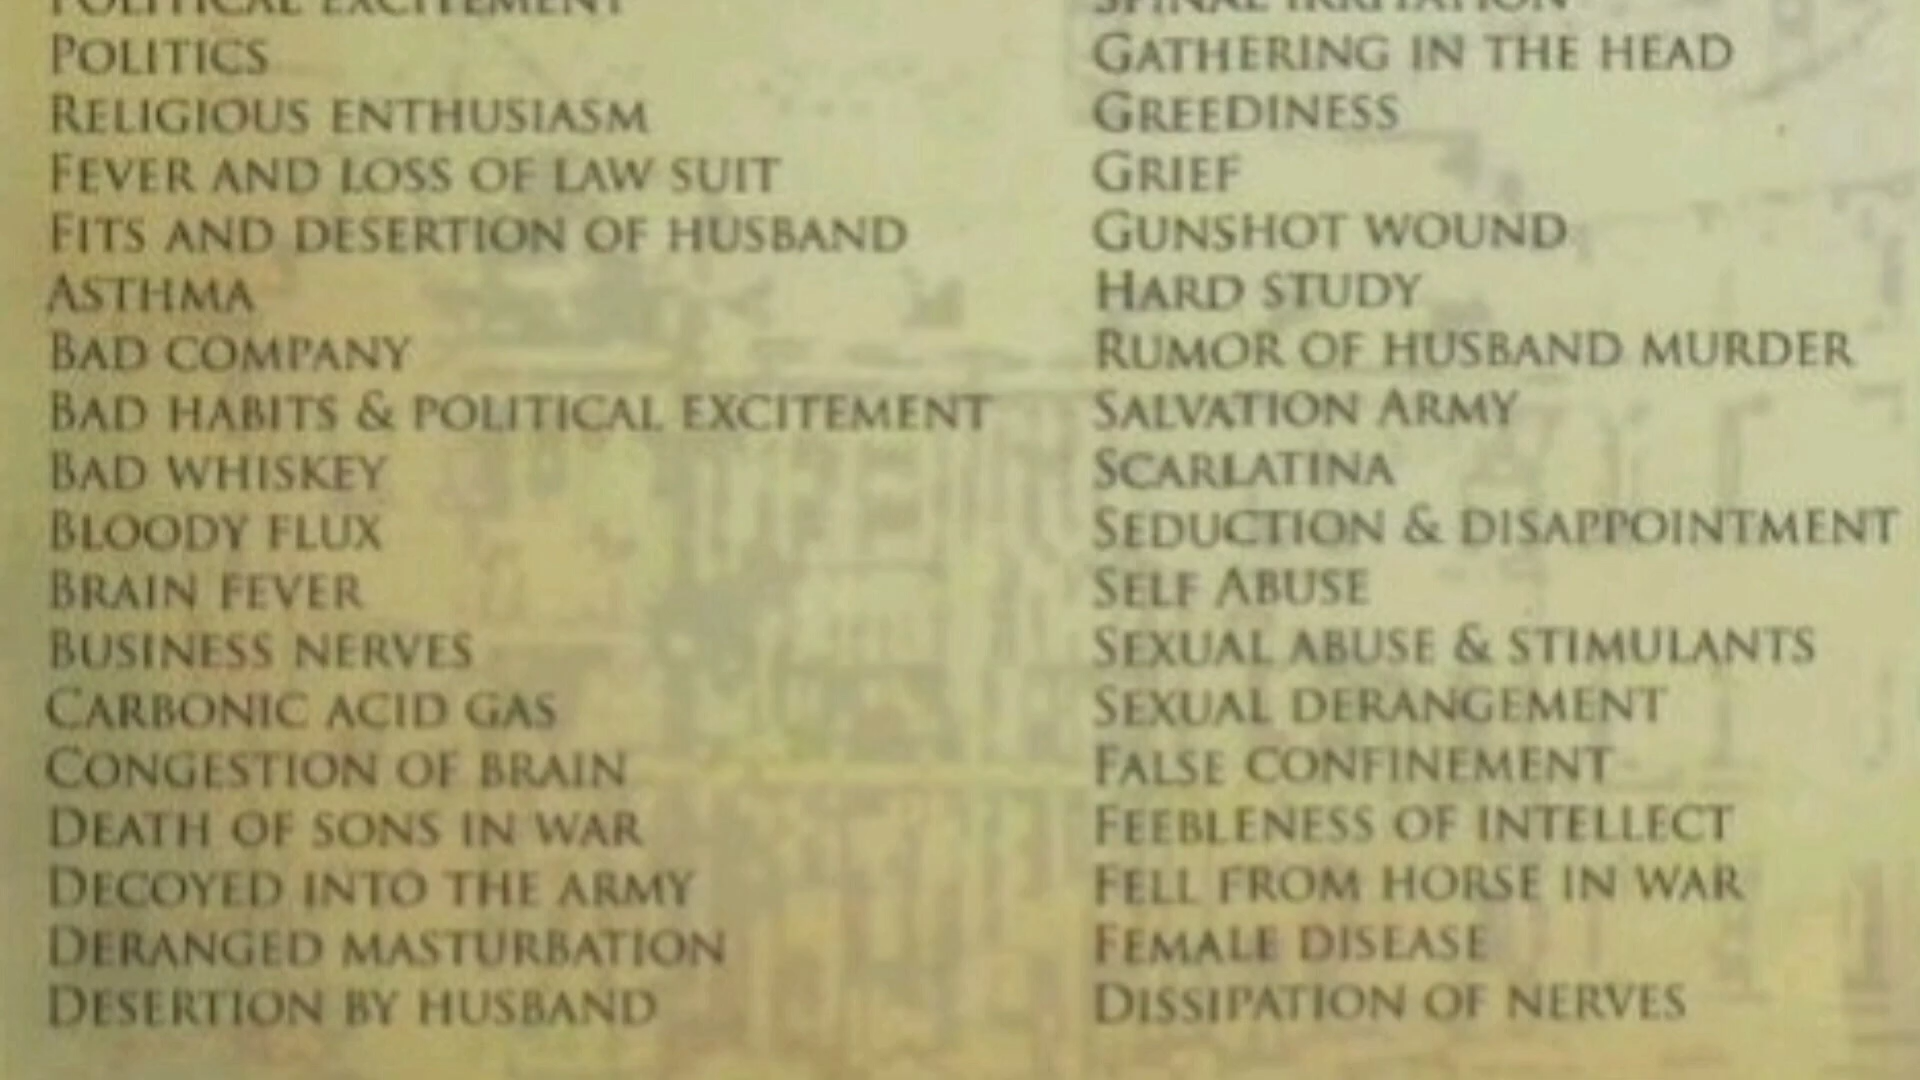 POLITICAL EXCITEMENT
POLITICS
RELIGIOUS ENTHUSIASM
FEVER AND LOSS OF LAW SUIT
FITS AND DESERTION OF HUSBAND
ASTHMA
BAD COMPANY
BAD HABITS & POLITICAL EXCITEMENT
BAD WHISKEY
BLOODY FLUX
BRAIN FEVER
BUSINESS NERVES
CARBONIC ACID GAS
CONGESTION OF BRAIN
DEATH OF SONS IN WAR
DECOYED INTO THE ARMY
DERANGED MASTURBATION
DESERTION BY HUSBAND
SPINAL IRRITATION
GATHERING IN THE HEAD
GREEDINESS
GRIEF
GUNSHOT WOUND
HARD STUDY
RUMOR OF HUSBAND MURDER
SALVATION ARMY
SCARLATINA
SEDUCTION & DISAPPOINTMENT
SELF ABUSE
SEXUAL ABUSE & STIMULANTS
SEXUAL DERANGEMENT
FALSE CONFINEMENT
FEEBLENESS OF INTELLECT
FELL FROM HORSE IN WAR
FEMALE DISEASE
DISSIPATION OF NERVES